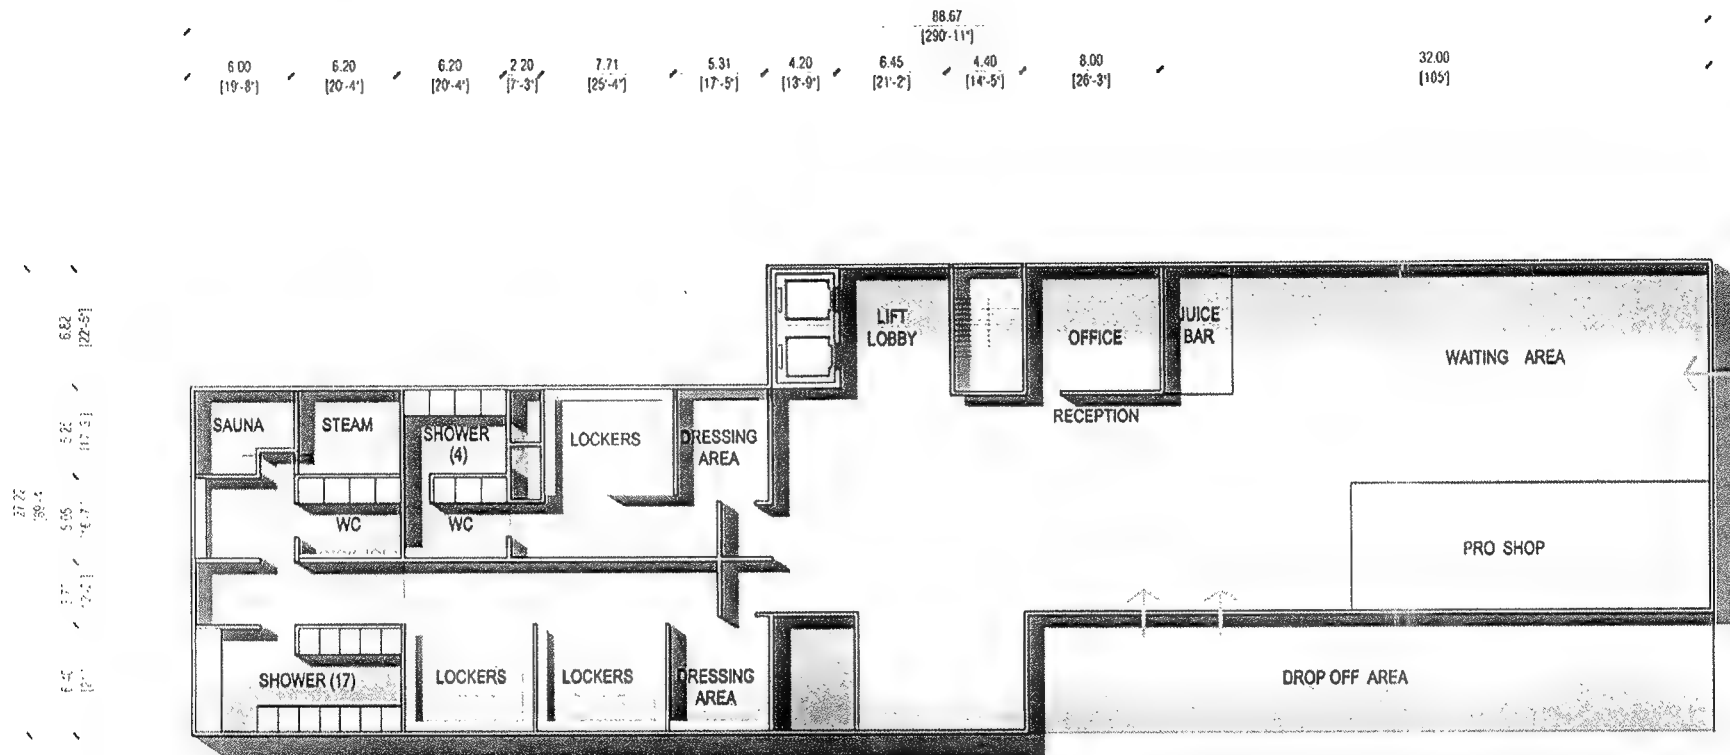 88.67
[290'-11"]
6.00 6.20 6.20 2.20 7.71 5.31 4.20 6.45 4.40 8.00 32.00
[19'-8"] [20'-4"] [20'-4"] [7'-3"] [25'-4"] [17'-5"] [13'-9"] [21'-2"] [14'-5"] [26'-3"] [105']
6.82
[22'-5"]
LIFT
LOBBY
OFFICE
JUICE
BAR
WAITING AREA
RECEPTION
SAUNA
STEAM
SHOWER
(4)
LOCKERS
DRESSING
AREA
WC
WC
PRO SHOP
SHOWER (17)
LOCKERS
LOCKERS
DRESSING
AREA
DROP OFF AREA